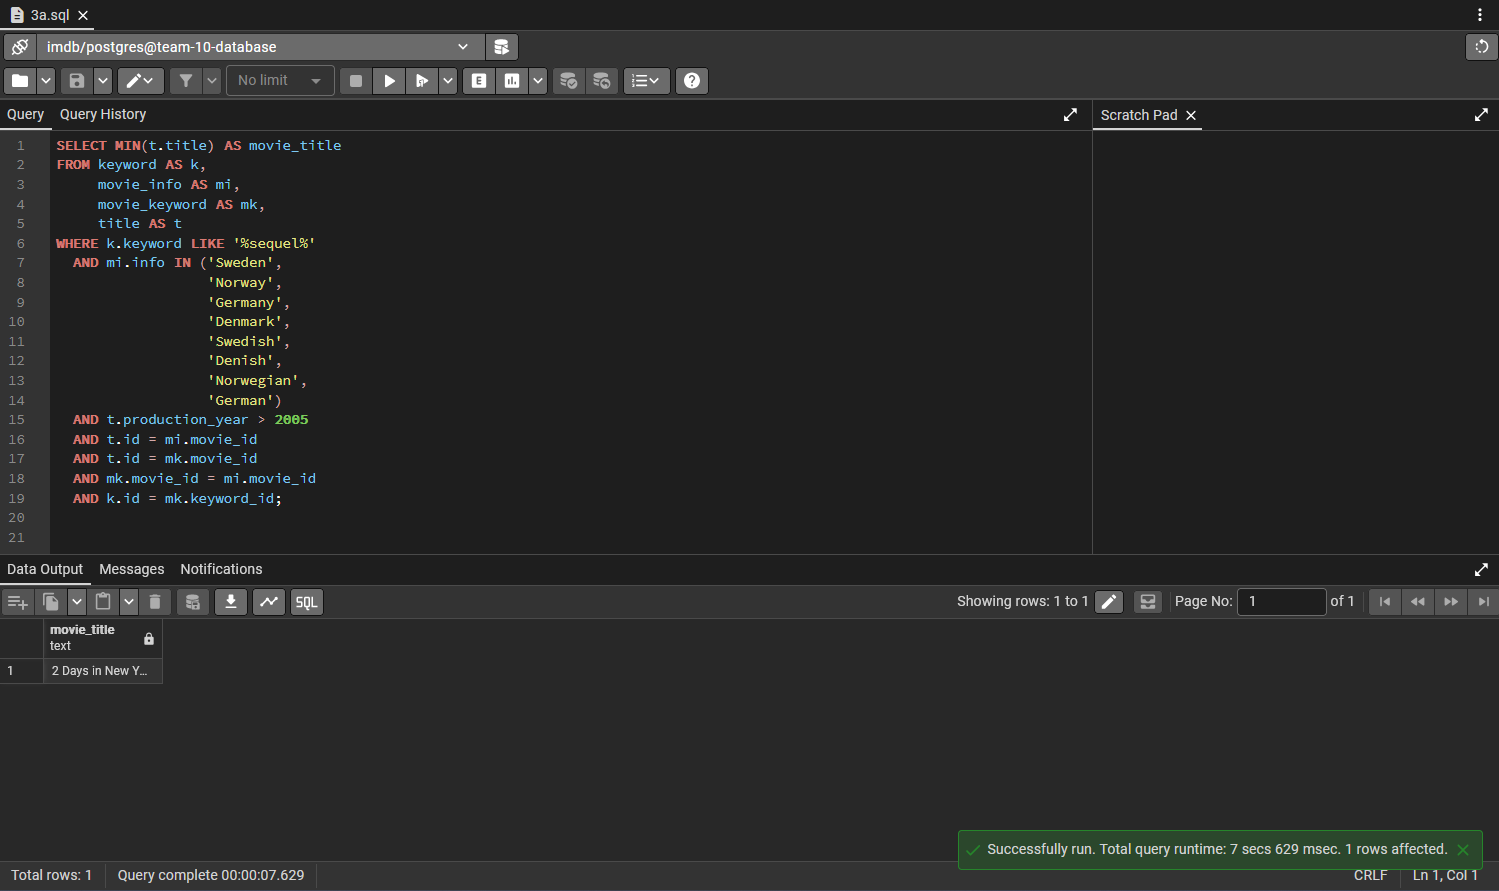 3a.sql
imdb/postgres@team-10-database
No limit
E
Query Query History
Scratch Pad
1 SELECT MIN(t.title) AS movie_title
2 FROM keyword AS k,
3 movie_info AS mi,
4 movie_keyword AS mk,
5 title AS t
6 WHERE k.keyword LIKE '%sequel%'
7 AND mi.info IN ('Sweden',
8 'Norway',
9 'Germany',
10 'Denmark',
11 'Swedish',
12 'Denish',
13 'Norwegian',
14 'German')
15 AND t.production_year > 2005
16 AND t.id = mi.movie_id
17 AND t.id = mk.movie_id
18 AND mk.movie_id = mi.movie_id
19 AND k.id = mk.keyword_id;
20
21
Data Output Messages Notifications
SQL
Showing rows: 1 to 1
Page No: 1 of 1
movie_title
text
1 2 Days in New Y...
Successfully run. Total query runtime: 7 secs 629 msec. 1 rows affected.
Total rows: 1 Query complete 00:00:07.629 CRLF Ln 1, Col 1